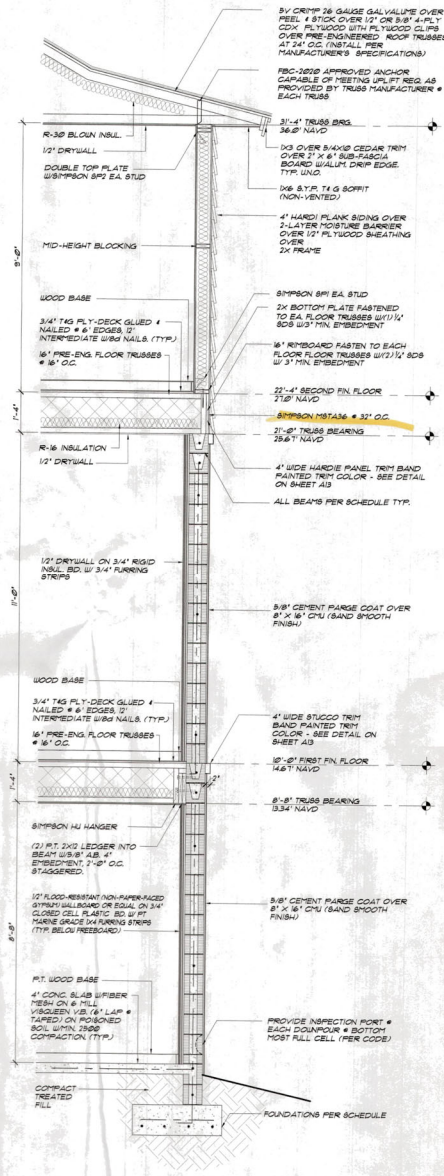 5V CRIMP 26 GAUGE GALVALUME OVER
PEEL & STICK OVER 1/2" OR 5/8" 4-PLY
CDX PLYWOOD WITH PLYWOOD CLIPS
OVER PRE-ENGINEERED ROOF TRUSSES
AT 24" O.C. (INSTALL PER
MANUFACTURER'S SPECIFICATIONS)
FBC-2020 APPROVED ANCHOR
CAPABLE OF MEETING UPLIFT REQ. AS
PROVIDED BY TRUSS MANUFACTURER @
EACH TRUSS
R-30 BLOWN INSUL.
1/2" DRYWALL
DOUBLE TOP PLATE
W/SIMPSON SP2 EA. STUD
31'-4" TRUSS BRG.
36.0' NAVD
1X3 OVER 5/4X10 CEDAR TRIM
OVER 2" X 6" SUB-FASCIA
BOARD W/ALUM. DRIP EDGE.
TYP. U.N.O.
1X6 S.Y.P. T& G SOFFIT
(NON-VENTED)
4" HARDI PLANK SIDING OVER
2-LAYER MOISTURE BARRIER
OVER 1/2" PLYWOOD SHEATHING
OVER
2X FRAME
9'-0"
MID-HEIGHT BLOCKING
WOOD BASE
3/4" T&G PLY-DECK GLUED &
NAILED @ 6" EDGES, 12"
INTERMEDIATE W/8d NAILS. (TYP.)
16" PRE-ENG. FLOOR TRUSSES
@ 16" O.C.
SIMPSON SP1 EA. STUD
2X BOTTOM PLATE FASTENED
TO EA. FLOOR TRUSSES W/(1) 1/4"
SDS W/3" MIN. EMBEDMENT
16" RIMBOARD FASTEN TO EACH
FLOOR FLOOR TRUSSES W/(2) 1/4" SDS
W/ 3" MIN. EMBEDMENT
22'-4" SECOND FIN. FLOOR
27.0' NAVD
SIMPSON MSTA36 @ 32" O.C.
21'-0" TRUSS BEARING
25.67' NAVD
1'-4"
R-16 INSULATION
1/2" DRYWALL
4" WIDE HARDIE PANEL TRIM BAND
PAINTED TRIM COLOR - SEE DETAIL
ON SHEET A13
ALL BEAMS PER SCHEDULE TYP.
11'-0"
1/2" DRYWALL ON 3/4" RIGID
INSUL. BD. W/ 3/4" FURRING
STRIPS
5/8" CEMENT PARGE COAT OVER
8" X 16" CMU (SAND SMOOTH
FINISH)
WOOD BASE
3/4" T&G PLY-DECK GLUED &
NAILED @ 6" EDGES, 12"
INTERMEDIATE W/8d NAILS. (TYP.)
16" PRE-ENG. FLOOR TRUSSES
@ 16" O.C.
4" WIDE STUCCO TRIM
BAND PAINTED TRIM
COLOR - SEE DETAIL ON
SHEET A13
10'-0" FIRST FIN. FLOOR
14.67' NAVD
2"
1'-4"
8'-8" TRUSS BEARING
13.34' NAVD
SIMPSON HU HANGER
(2) P.T. 2X12 LEDGER INTO
BEAM W/5/8" A.B. 4"
EMBEDMENT, 2'-0" O.C.
STAGGERED.
1/2" FLOOD-RESISTANT (NON-PAPER-FACED
GYPSUM) WALLBOARD OR EQUAL ON 3/4"
CLOSED CELL PLASTIC BD. W/ PT
MARINE GRADE 1X4 FURRING STRIPS
(TYP. BELOW FREEBOARD)
5/8" CEMENT PARGE COAT OVER
8" X 16" CMU (SAND SMOOTH
FINISH)
8'-8"
P.T. WOOD BASE
4" CONC. SLAB W/FIBER
MESH ON 6 MILL
VISQUEEN V.B. (6" LAP &
TAPED) ON POISONED
SOIL W/MIN. 2500
COMPACTION. (TYP.)
PROVIDE INSPECTION PORT @
EACH DOWNPOUR @ BOTTOM
MOST FULL CELL (PER CODE)
COMPACT
TREATED
FILL
FOUNDATIONS PER SCHEDULE